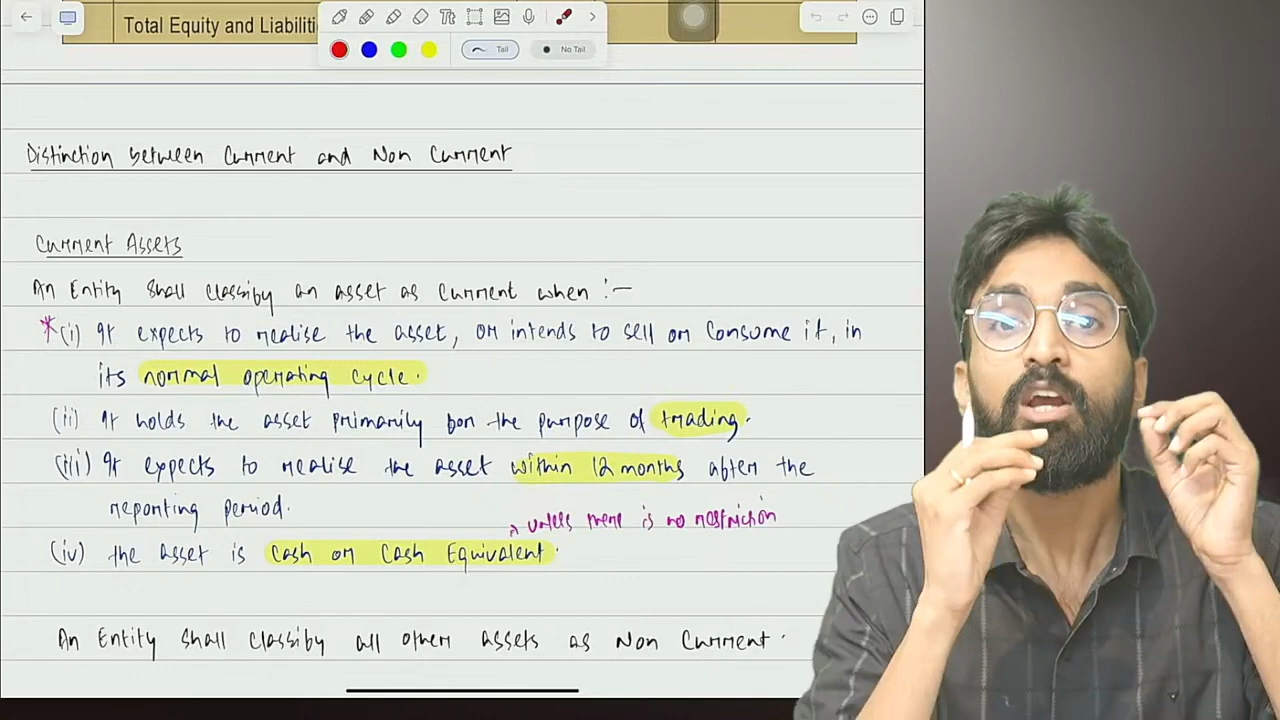 Total Equity and Liabiliti
Tail
No Tail
Distinction between Current and Non Current
Current Assets
An Entity shall classify an asset as current when :-
*(i) It expects to realise the asset, or intends to sell or consume it, in
its normal operating cycle.
(ii) It holds the asset primarily for the purpose of trading.
(iii) It expects to realise the asset within 12 months after the
reporting period.
unless there is no restriction
(iv) the asset is Cash or Cash Equivalent.
An Entity shall classify all other assets as Non Current.